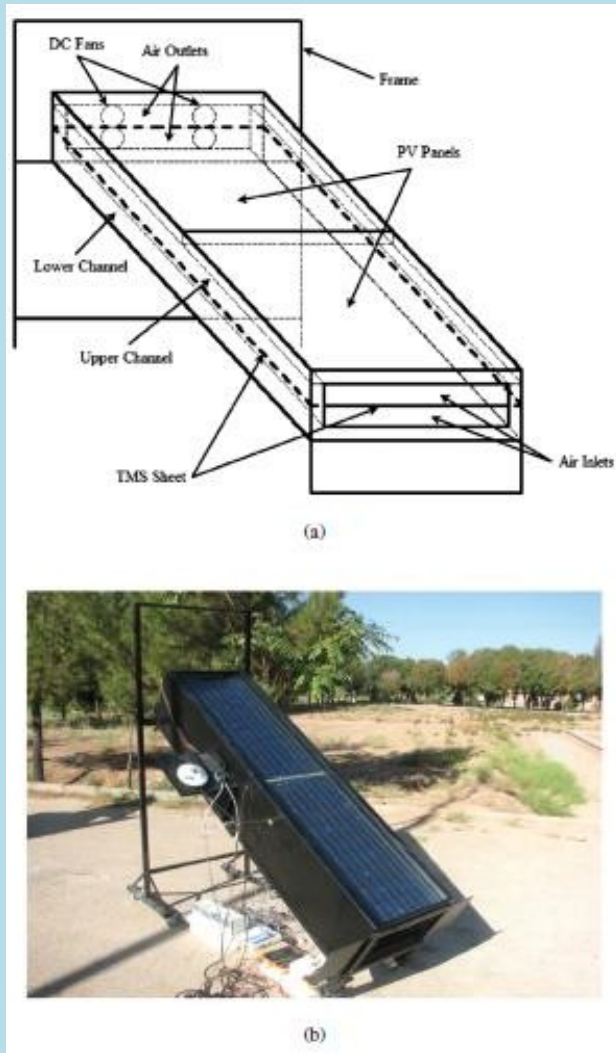 DC Fans
Air Outlets
Frame
PV Panels
Lower Channel
Upper Channel
TMS Sheet
Air Inlets
(a)
(b)